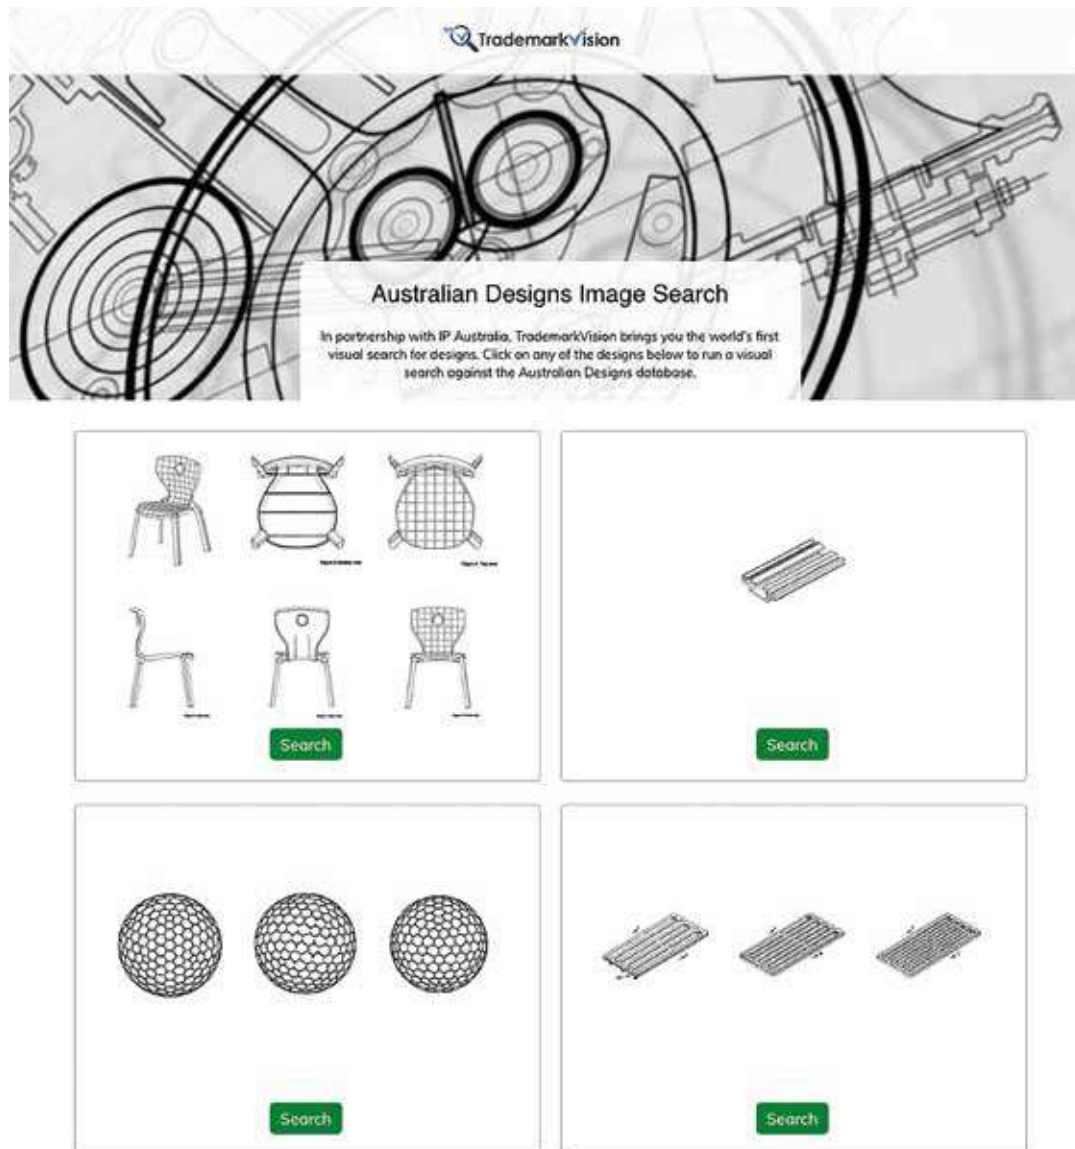 TrademarkVision
Australian Designs Image Search
In partnership with IP Australia, TrademarkVision brings you the world's first
visual search for designs. Click on any of the designs below to run a visual
search against the Australian Designs database.
Search
Search
Search
Search